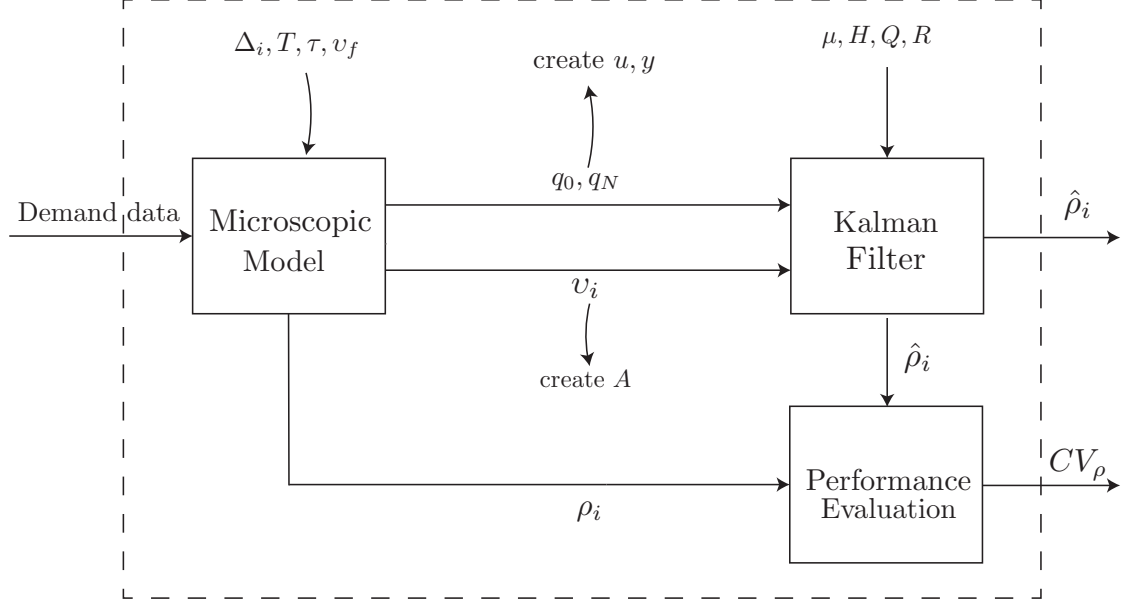 Δ_i, T, τ, υ_f
create u, y
μ, H, Q, R
q_0, q_N
Demand data
Microscopic
Model
Kalman
Filter
ρ̂_i
υ_i
create A
ρ̂_i
Performance
Evaluation
CV_ρ
ρ_i